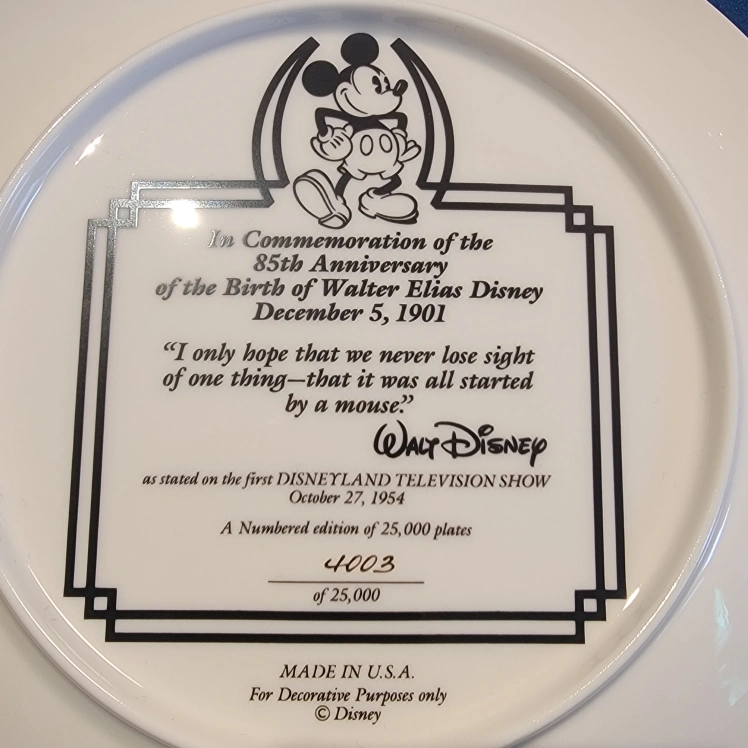 In Commemoration of the
85th Anniversary
of the Birth of Walter Elias Disney
December 5, 1901
“I only hope that we never lose sight
of one thing—that it was all started
by a mouse.”
Walt Disney
as stated on the first DISNEYLAND TELEVISION SHOW
October 27, 1954
A Numbered edition of 25,000 plates
4003
of 25,000
MADE IN U.S.A.
For Decorative Purposes only
© Disney